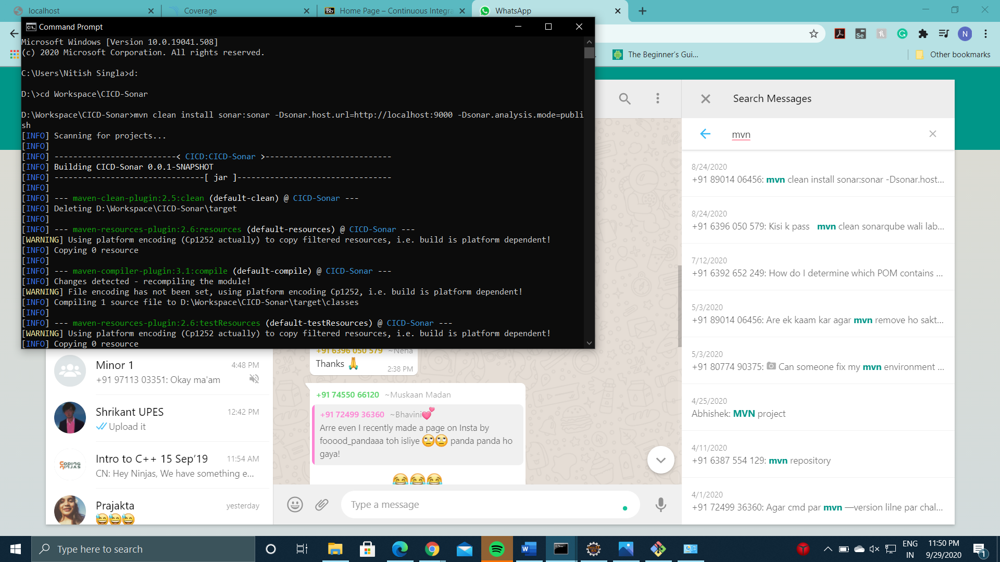 localhost
Coverage
Bb Home Page – Continuous Integra
WhatsApp
Command Prompt
Microsoft Windows [Version 10.0.19041.508]
(c) 2020 Microsoft Corporation. All rights reserved.
C:\Users\Nitish Singla>d:
D:\>cd Workspace\CICD-Sonar
D:\Workspace\CICD-Sonar>mvn clean install sonar:sonar -Dsonar.host.url=http://localhost:9000 -Dsonar.analysis.mode=publi
sh
[INFO] Scanning for projects...
[INFO]
[INFO] --------------------------< CICD:CICD-Sonar >---------------------------
[INFO] Building CICD-Sonar 0.0.1-SNAPSHOT
[INFO] --------------------------------[ jar ]---------------------------------
[INFO]
[INFO] --- maven-clean-plugin:2.5:clean (default-clean) @ CICD-Sonar ---
[INFO] Deleting D:\Workspace\CICD-Sonar\target
[INFO]
[INFO] --- maven-resources-plugin:2.6:resources (default-resources) @ CICD-Sonar ---
[WARNING] Using platform encoding (Cp1252 actually) to copy filtered resources, i.e. build is platform dependent!
[INFO] Copying 0 resource
[INFO]
[INFO] --- maven-compiler-plugin:3.1:compile (default-compile) @ CICD-Sonar ---
[INFO] Changes detected - recompiling the module!
[WARNING] File encoding has not been set, using platform encoding Cp1252, i.e. build is platform dependent!
[INFO] Compiling 1 source file to D:\Workspace\CICD-Sonar\target\classes
[INFO]
[INFO] --- maven-resources-plugin:2.6:testResources (default-testResources) @ CICD-Sonar ---
[WARNING] Using platform encoding (Cp1252 actually) to copy filtered resources, i.e. build is platform dependent!
[INFO] Copying 0 resource
Se
N
The Beginner's Gui...
Other bookmarks
Search Messages
mvn
8/24/2020
+91 89014 06456: mvn clean install sonar:sonar -Dsonar.host...
8/24/2020
+91 6396 050 579: Kisi k pass mvn clean sonarqube wali lab...
7/12/2020
+91 6392 652 249: How do I determine which POM contains ...
5/3/2020
+91 89014 06456: Are ek kaam kar agar mvn remove ho sakt...
5/3/2020
+91 80774 90375: 📷 Can someone fix my mvn environment ...
4/25/2020
Abhishek: MVN project
4/11/2020
+91 6387 554 129: mvn repository
4/1/2020
+91 72499 36360: Agar cmd par mvn —version lilne par chal...
Minor 1 4:48 PM
+91 97113 03351: Okay ma'am
Shrikant UPES 12:42 PM
Upload it
CODING NINJAS
Intro to C++ 15 Sep'19 11:54 AM
CN: Hey Ninjas, We have something e...
Prajakta yesterday
😅😅😅
+91 6396 050 579 ~Neha
Thanks 🙏
2:38 PM
+91 74550 66120 ~Muskaan Madan
+91 72499 36360 ~Bhavini💕
Arre even I recently made a page on Insta by
fooood_pandaaa toh isliye 🙄🙄 panda panda ho
gaya!
😂😂😂
Type a message
Type here to search
ENG
IN
11:50 PM
9/29/2020
1